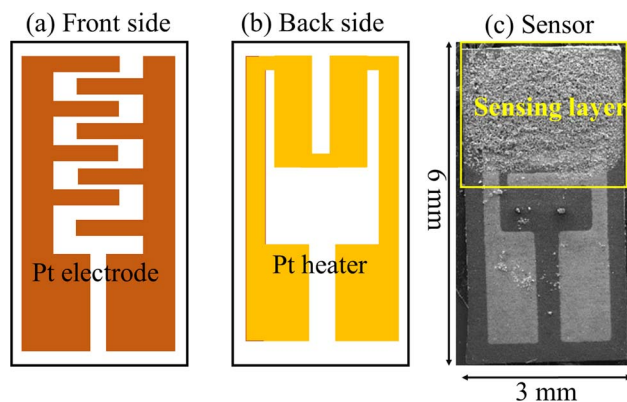 (a) Front side
(b) Back side
(c) Sensor
Sensing layer
Pt electrode
Pt heater
6 mm
3 mm